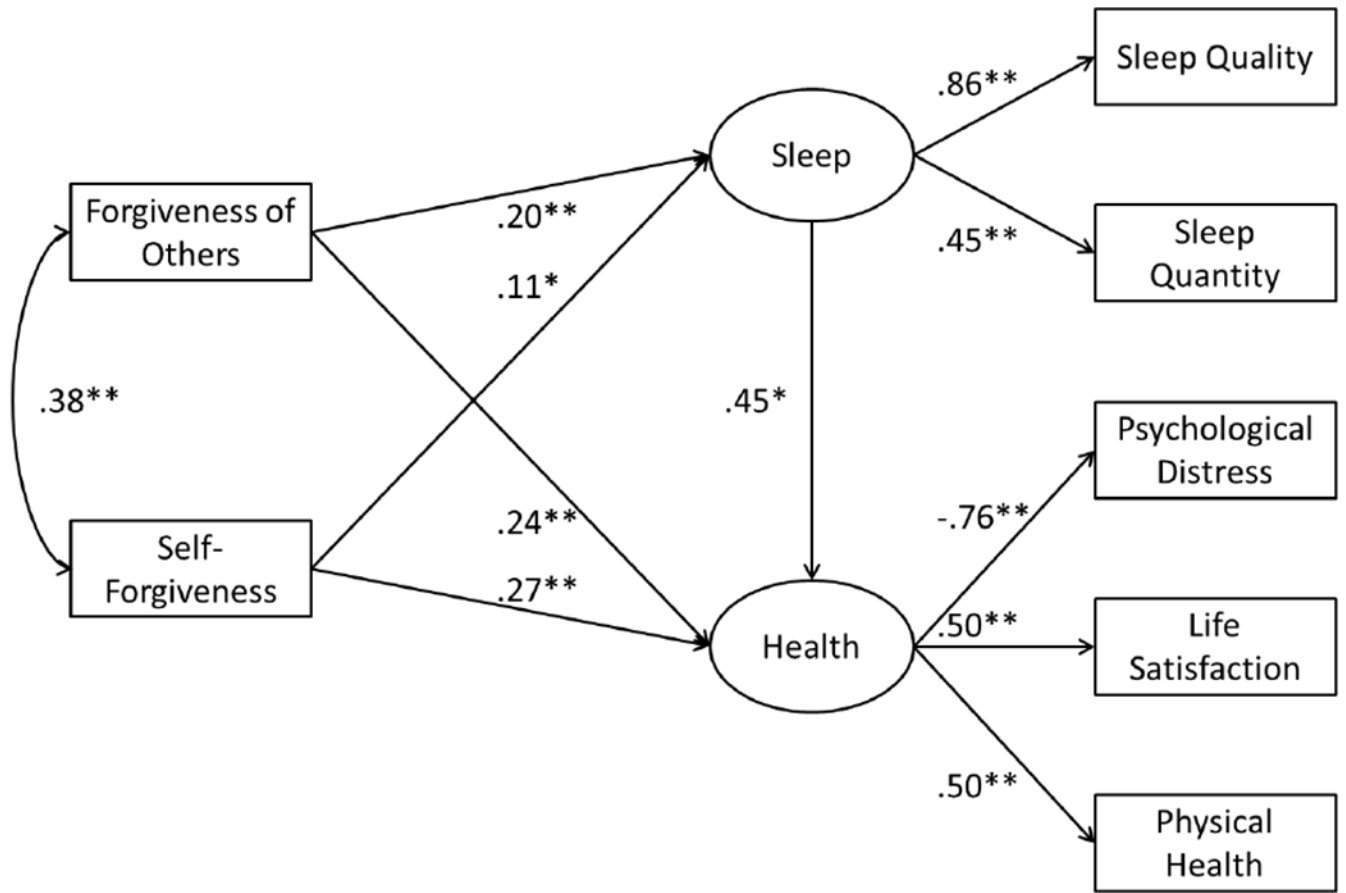 Forgiveness of
Others
Self-
Forgiveness
.38**
.20**
.11*
.24**
.27**
Sleep
.45*
Health
.86**
.45**
-.76**
.50**
.50**
Sleep Quality
Sleep
Quantity
Psychological
Distress
Life
Satisfaction
Physical
Health